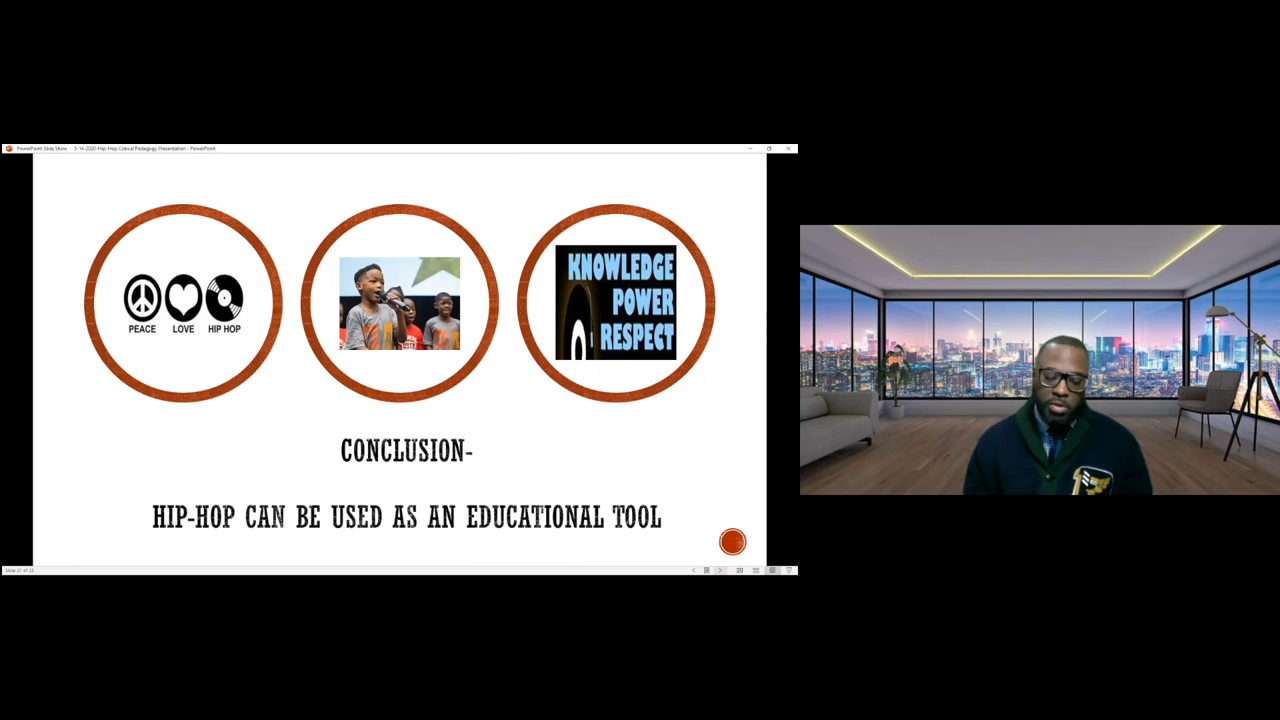 PowerPoint Slide Show - 3-14-2020-Hip-Hop Critical Pedagogy Presentation - PowerPoint
PEACE LOVE HIP HOP
KNOWLEDGE
POWER
RESPECT
CONCLUSION-
HIP-HOP CAN BE USED AS AN EDUCATIONAL TOOL